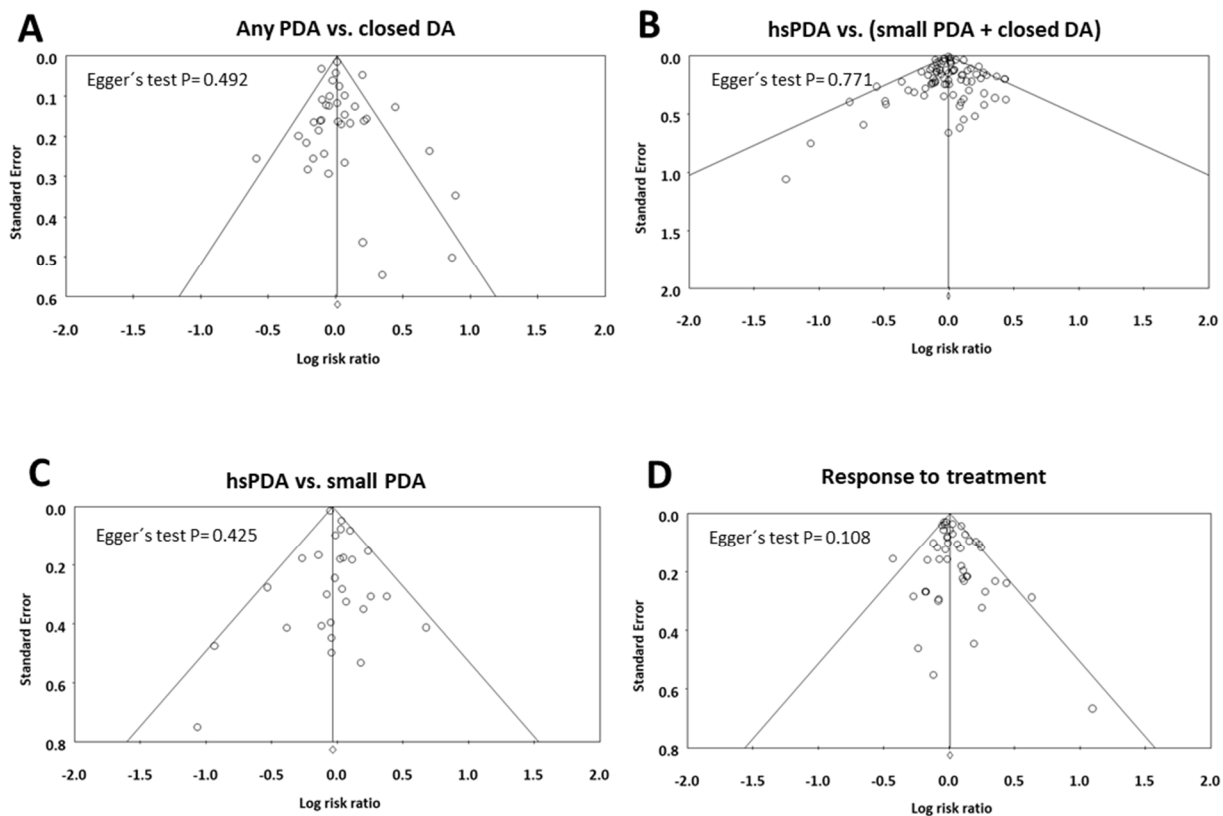 A
Any PDA vs. closed DA
Egger´s test P= 0.492
Standard Error
0.0
0.1
0.2
0.3
0.4
0.5
0.6
-2.0 -1.0 -0.5 -1.0 0.0 0.5 1.0 1.0 2.0
Log risk ratio
B
hsPDA vs. (small PDA + closed DA)
Egger´s test P= 0.771
Standard Error
0.0
0.5
1.0
1.5
2.0
-2.0 -1.0 -0.5 -1.0 0.0 0.5 1.0 1.0 2.0
Log risk ratio
C
hsPDA vs. small PDA
Egger´s test P= 0.425
Standard Error
0.0
0.2
0.4
0.6
0.8
-2.0 -1.0 -1.0 -0.5 0.0 0.5 1.0 1.0 2.0
Log risk ratio
D
Response to treatment
Egger´s test P= 0.108
Standard Error
0.0
0.2
0.4
0.6
0.8
-2.0 -1.0 -0.5 -1.0 0.0 0.5 1.0 1.0 2.0
Log risk ratio